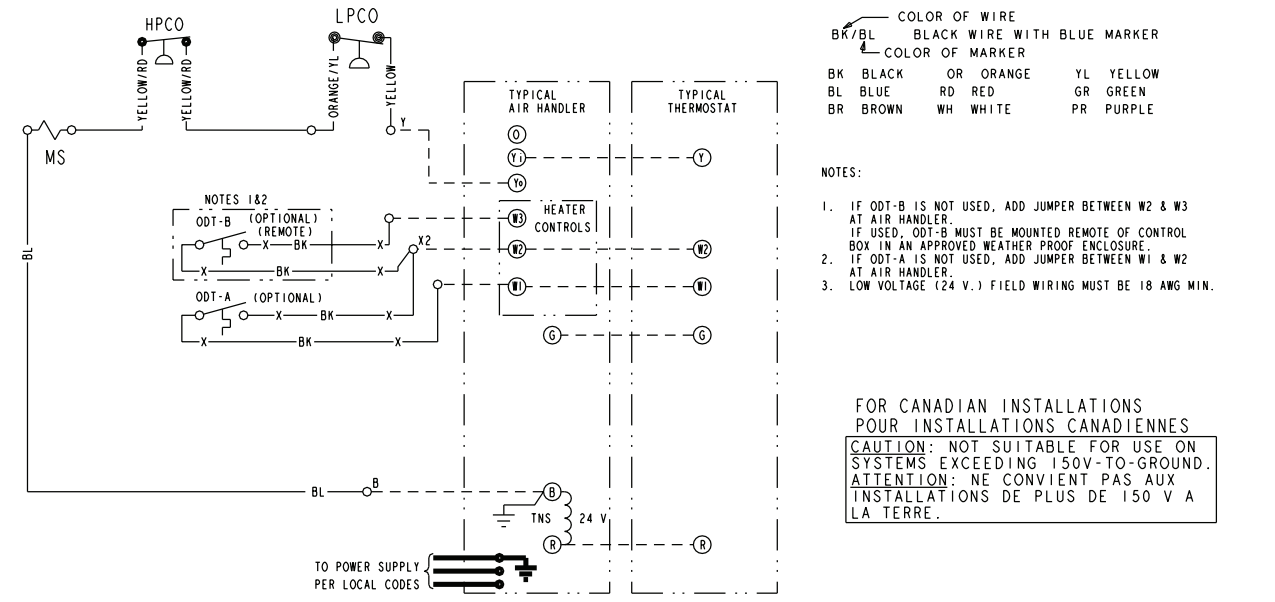 HPCO
LPCO
YELLOW/RD
YELLOW/RD
ORANGE/YL
YELLOW
MS
Y
BL
NOTES 1&2
ODT-B (OPTIONAL)
(REMOTE)
X BK X
X BK X
X2
ODT-A (OPTIONAL)
X BK X
X BK X
BL
B
TYPICAL
AIR HANDLER
O
Yi
Yo
HEATER
CONTROLS
W3
W2
W1
G
B
TNS 24 V
R
TO POWER SUPPLY
PER LOCAL CODES
TYPICAL
THERMOSTAT
Y
W2
W1
G
R
COLOR OF WIRE
BK/BL BLACK WIRE WITH BLUE MARKER
COLOR OF MARKER
BK BLACK OR ORANGE YL YELLOW
BL BLUE RD RED GR GREEN
BR BROWN WH WHITE PR PURPLE
NOTES:
1. IF ODT-B IS NOT USED, ADD JUMPER BETWEEN W2 & W3
AT AIR HANDLER.
IF USED, ODT-B MUST BE MOUNTED REMOTE OF CONTROL
BOX IN AN APPROVED WEATHER PROOF ENCLOSURE.
2. IF ODT-A IS NOT USED, ADD JUMPER BETWEEN W1 & W2
AT AIR HANDLER.
3. LOW VOLTAGE (24 V.) FIELD WIRING MUST BE 18 AWG MIN.
FOR CANADIAN INSTALLATIONS
POUR INSTALLATIONS CANADIENNES
CAUTION: NOT SUITABLE FOR USE ON
SYSTEMS EXCEEDING 150V-TO-GROUND.
ATTENTION: NE CONVIENT PAS AUX
INSTALLATIONS DE PLUS DE 150 V A
LA TERRE.